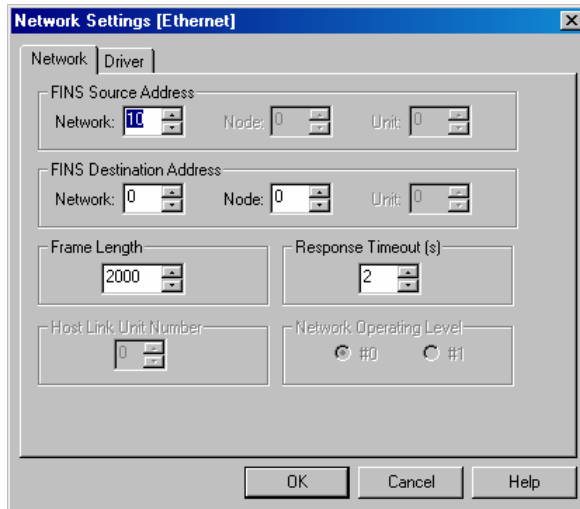 Network Settings [Ethernet]
Network Driver
FINS Source Address
Network: 10 Node: 0 Unit: 0
FINS Destination Address
Network: 0 Node: 0 Unit: 0
Frame Length Response Timeout (s)
2000 2
Host Link Unit Number Network Operating Level
0 #0 #1
OK Cancel Help